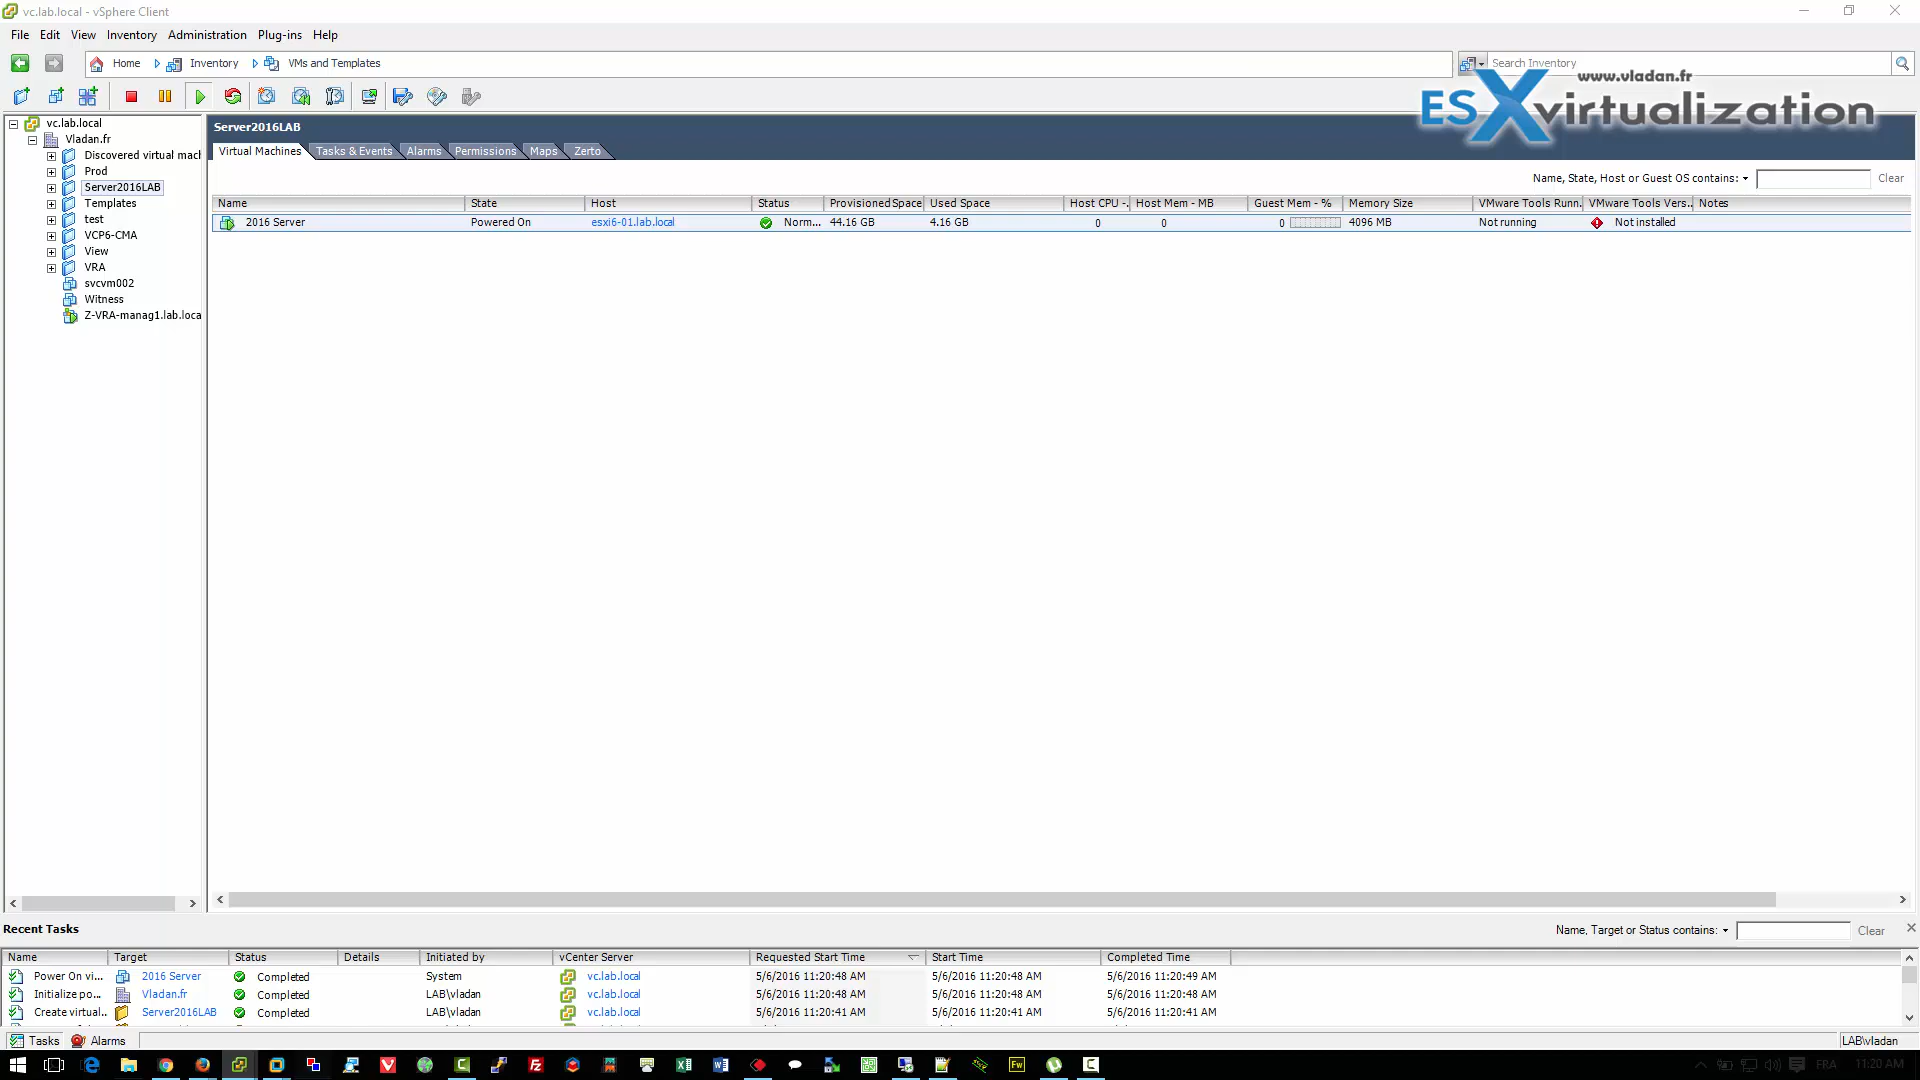 vc.lab.local - vSphere Client
File Edit View Inventory Administration Plug-ins Help
Home Inventory VMs and Templates Search Inventory
www.vladan.fr
ESXvirtualization
vc.lab.local
Vladan.fr
Discovered virtual mach
Prod
Server2016LAB
Templates
test
VCP6-CMA
View
VRA
svcvm002
Witness
Z-VRA-manag1.lab.loca
Server2016LAB
Virtual Machines Tasks & Events Alarms Permissions Maps Zerto
Name, State, Host or Guest OS contains: Clear
Name State Host Status Provisioned Space Used Space Host CPU -. Host Mem - MB Guest Mem - % Memory Size VMware Tools Runn. VMware Tools Vers.. Notes
2016 Server Powered On esxi6-01.lab.local Norm... 44.16 GB 4.16 GB 0 0 0 4096 MB Not running Not installed
Recent Tasks Name, Target or Status contains: Clear
Name Target Status Details Initiated by vCenter Server Requested Start Time Start Time Completed Time
Power On vi... 2016 Server Completed System vc.lab.local 5/6/2016 11:20:48 AM 5/6/2016 11:20:48 AM 5/6/2016 11:20:49 AM
Initialize po... Vladan.fr Completed LAB\vladan vc.lab.local 5/6/2016 11:20:48 AM 5/6/2016 11:20:48 AM 5/6/2016 11:20:48 AM
Create virtual.. Server2016LAB Completed LAB\vladan vc.lab.local 5/6/2016 11:20:41 AM 5/6/2016 11:20:41 AM 5/6/2016 11:20:41 AM
Tasks Alarms LAB\vladan
FRA 11:20 AM